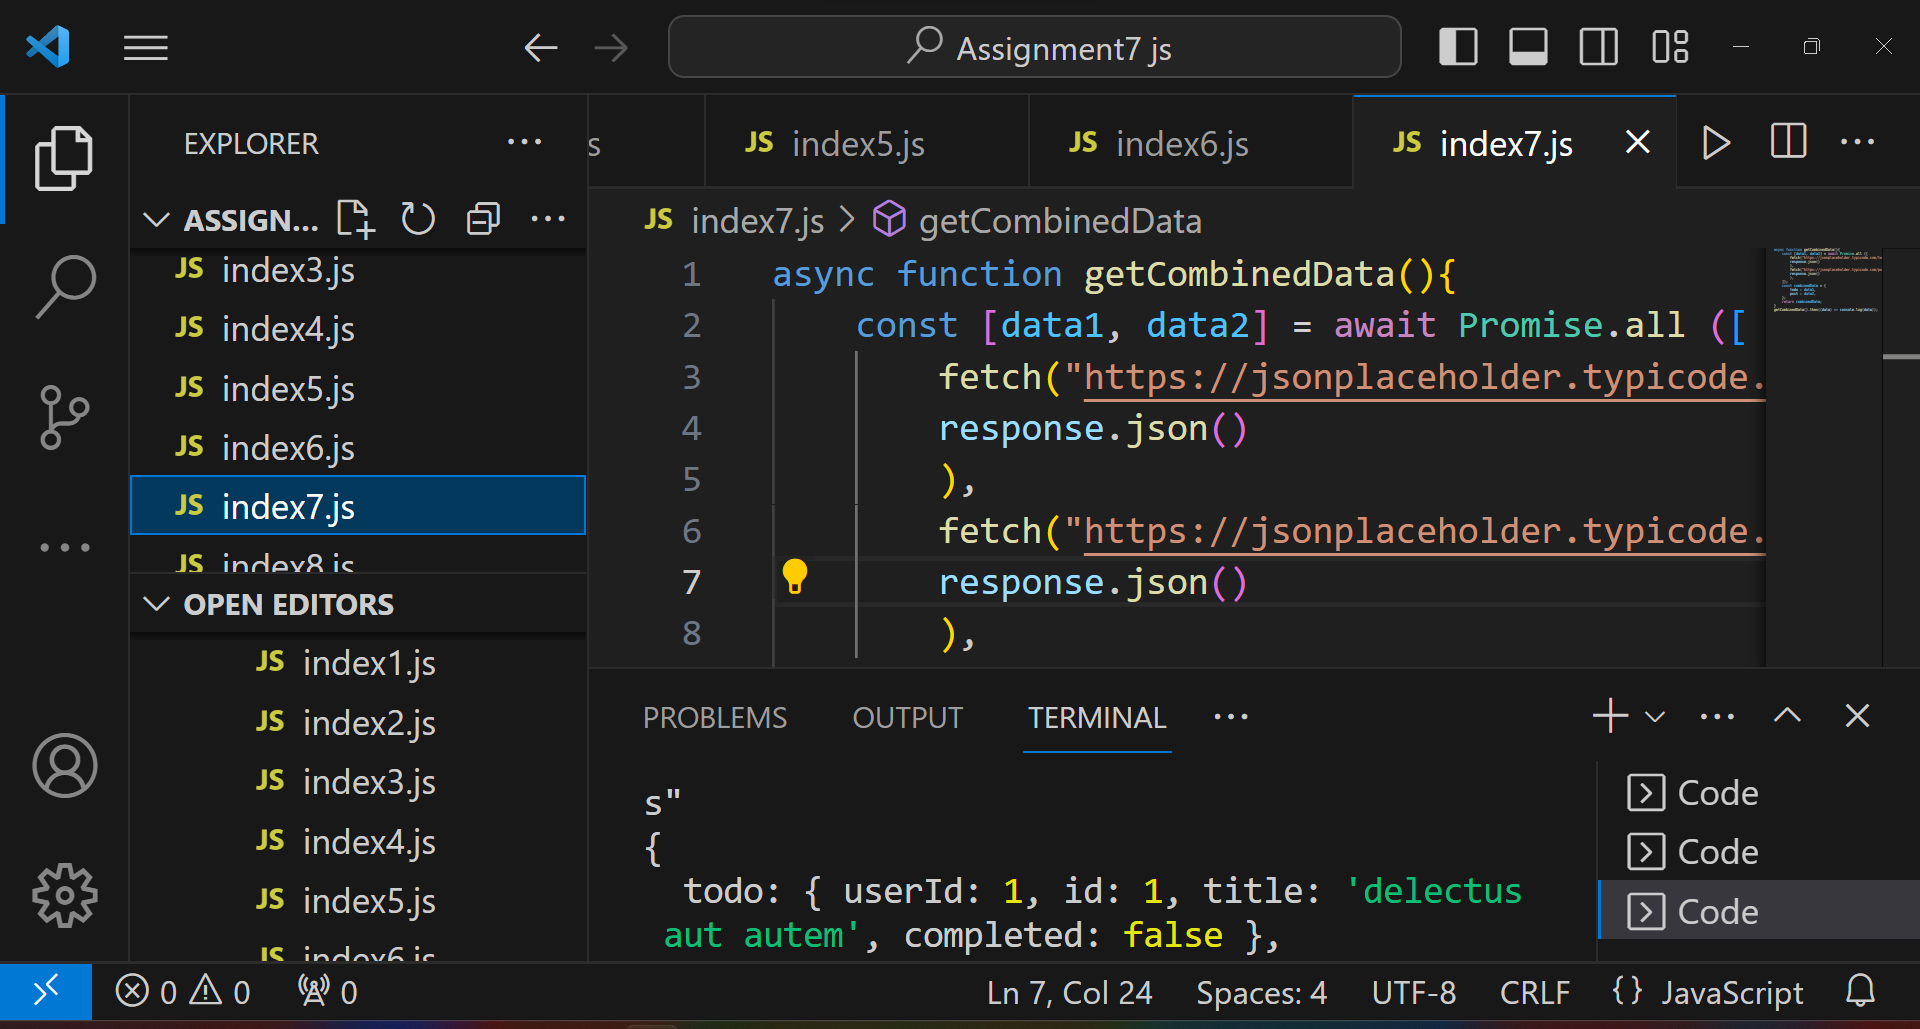 Assignment7 js
EXPLORER
ASSIGN...
JS index3.js
JS index4.js
JS index5.js
JS index6.js
JS index7.js
JS index8.js
OPEN EDITORS
JS index1.js
JS index2.js
JS index3.js
JS index4.js
JS index5.js
JS index6.js
s
JS index5.js
JS index6.js
JS index7.js
JS index7.js > getCombinedData
1 async function getCombinedData(){
2 const [data1, data2] = await Promise.all ([
3 fetch("https://jsonplaceholder.typicode.
4 response.json()
5 ),
6 fetch("https://jsonplaceholder.typicode.
7 response.json()
8 ),
PROBLEMS OUTPUT TERMINAL
s"
{
todo: { userId: 1, id: 1, title: 'delectus
aut autem', completed: false },
Code
Code
Code
0 0 0 Ln 7, Col 24 Spaces: 4 UTF-8 CRLF {} JavaScript